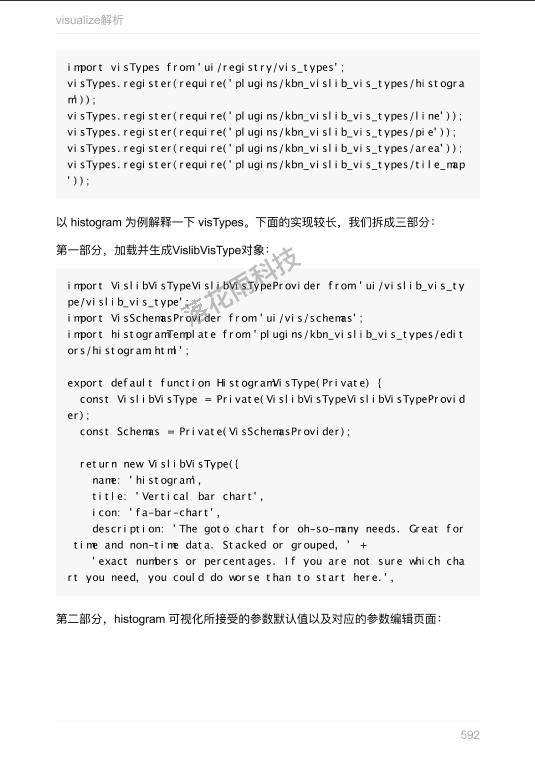 visualize解析
import visTypes from 'ui/registry/vis_types';
visTypes.register(require('plugins/kbn_vislib_vis_types/histogra
m'));
visTypes.register(require('plugins/kbn_vislib_vis_types/line'));
visTypes.register(require('plugins/kbn_vislib_vis_types/pie'));
visTypes.register(require('plugins/kbn_vislib_vis_types/area'));
visTypes.register(require('plugins/kbn_vislib_vis_types/tile_map
'));
以 histogram 为例解释一下 visTypes。下面的实现较长，我们拆成三部分：
第一部分，加载并生成VislibVisType对象：
落花雨科技
import VislibVisTypeVislibVisTypeProvider from 'ui/vislib_vis_ty
pe/vislib_vis_type';
import VisSchemasProvider from 'ui/vis/schemas';
import histogramTemplate from 'plugins/kbn_vislib_vis_types/edit
ors/histogram.html';
export default function HistogramVisType(Private) {
const VislibVisType = Private(VislibVisTypeVislibVisTypeProvid
er);
const Schemas = Private(VisSchemasProvider);
return new VislibVisType({
name: 'histogram',
title: 'Vertical bar chart',
icon: 'fa-bar-chart',
description: 'The goto chart for oh-so-many needs. Great for
time and non-time data. Stacked or grouped, ' +
'exact numbers or percentages. If you are not sure which cha
rt you need, you could do worse than to start here.',
第二部分，histogram 可视化所接受的参数默认值以及对应的参数编辑页面：
592